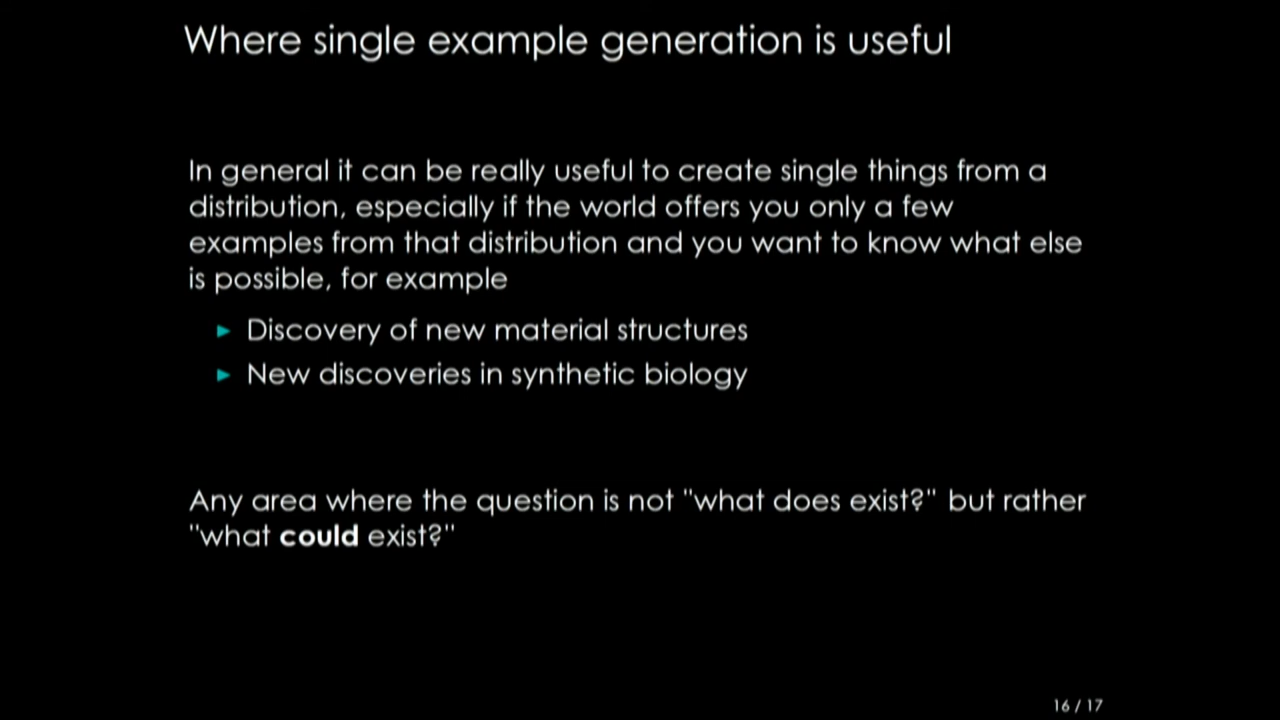 Where single example generation is useful
In general it can be really useful to create single things from a
distribution, especially if the world offers you only a few
examples from that distribution and you want to know what else
is possible, for example
Discovery of new material structures
New discoveries in synthetic biology
Any area where the question is not "what does exist?" but rather
"what could exist?"
16 / 17